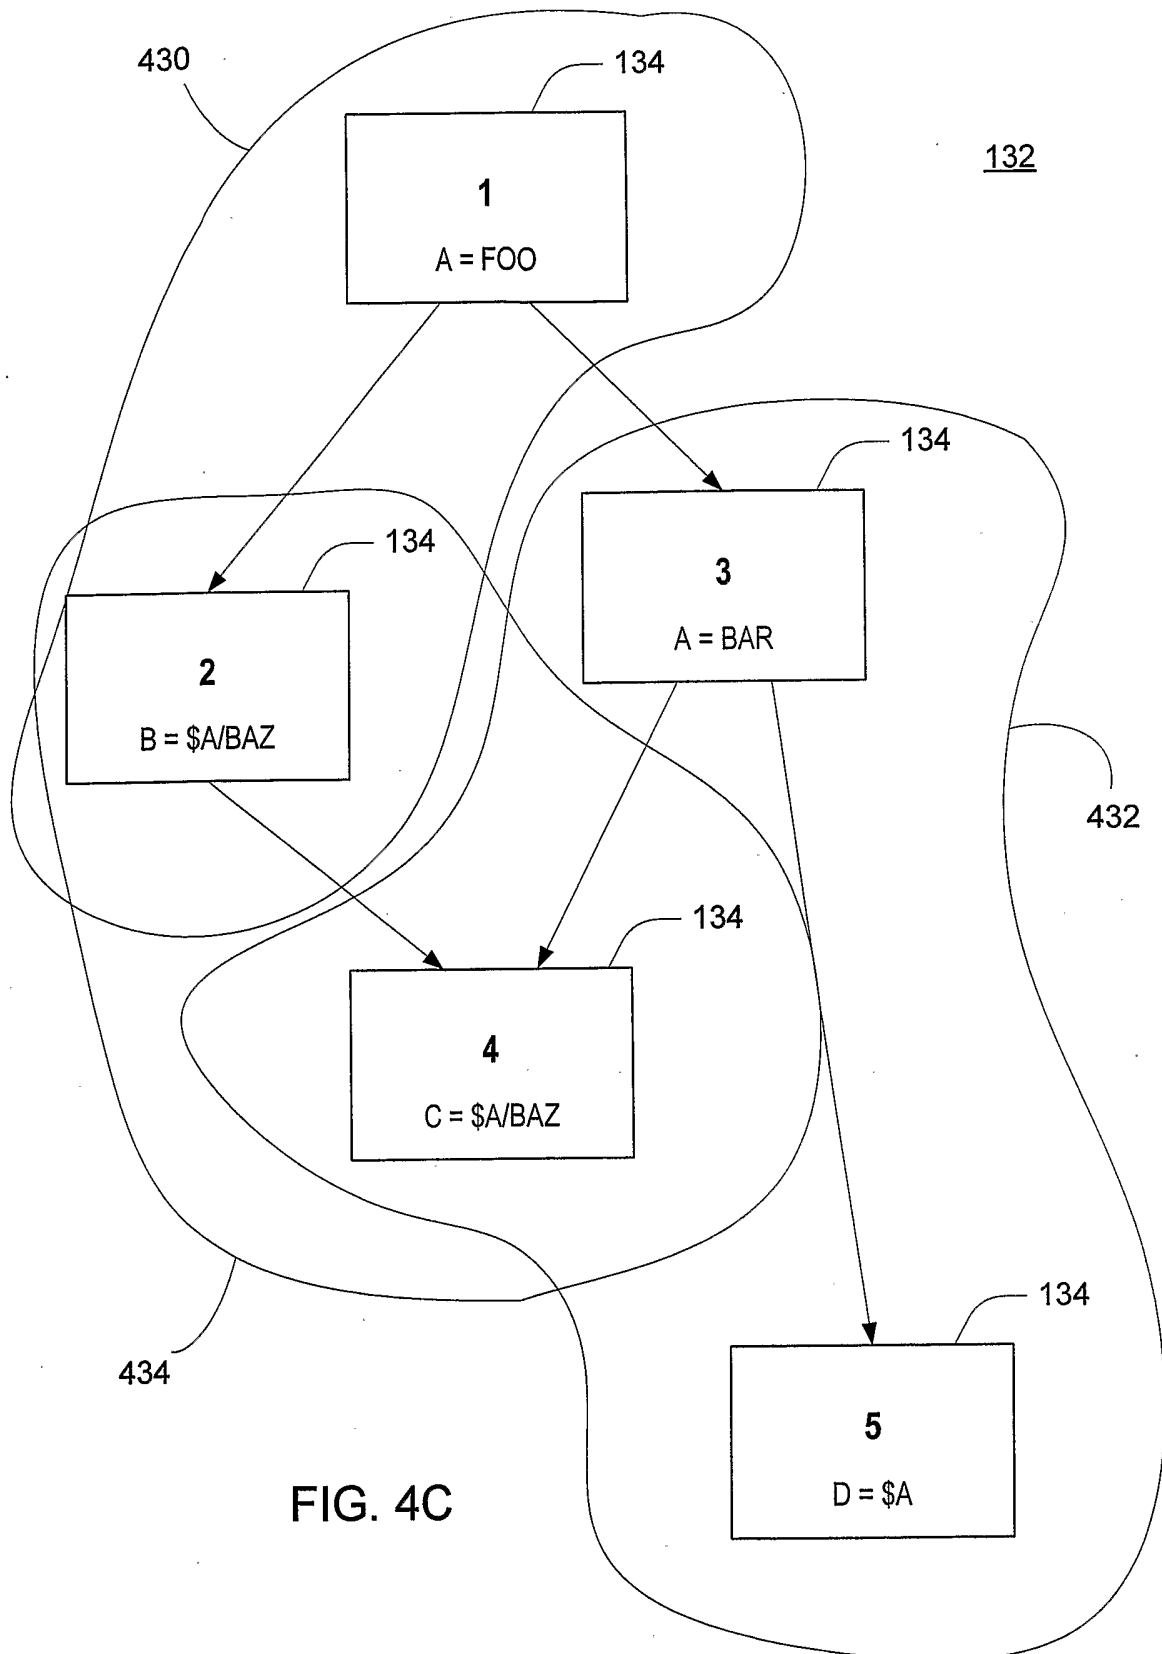 430
134
132
1
A = FOO
134
134
3
A = BAR
2
B = $A/BAZ
432
134
4
C = $A/BAZ
134
434
5
D = $A
FIG. 4C